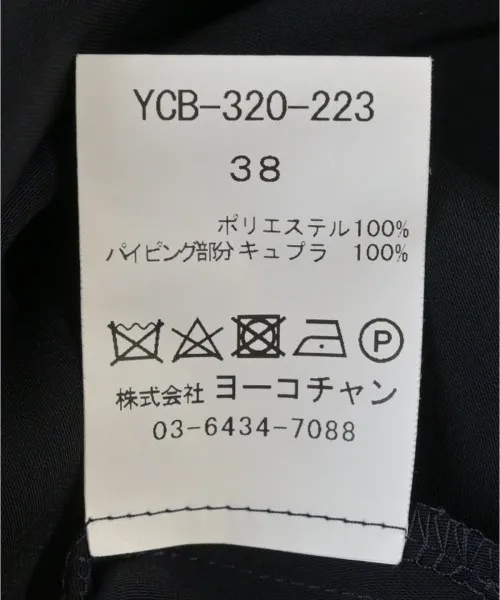 YCB-320-223
38
ポリエステル100%
パイピング部分キュプラ 100%
P
株式会社 ヨーコチャン
03-6434-7088